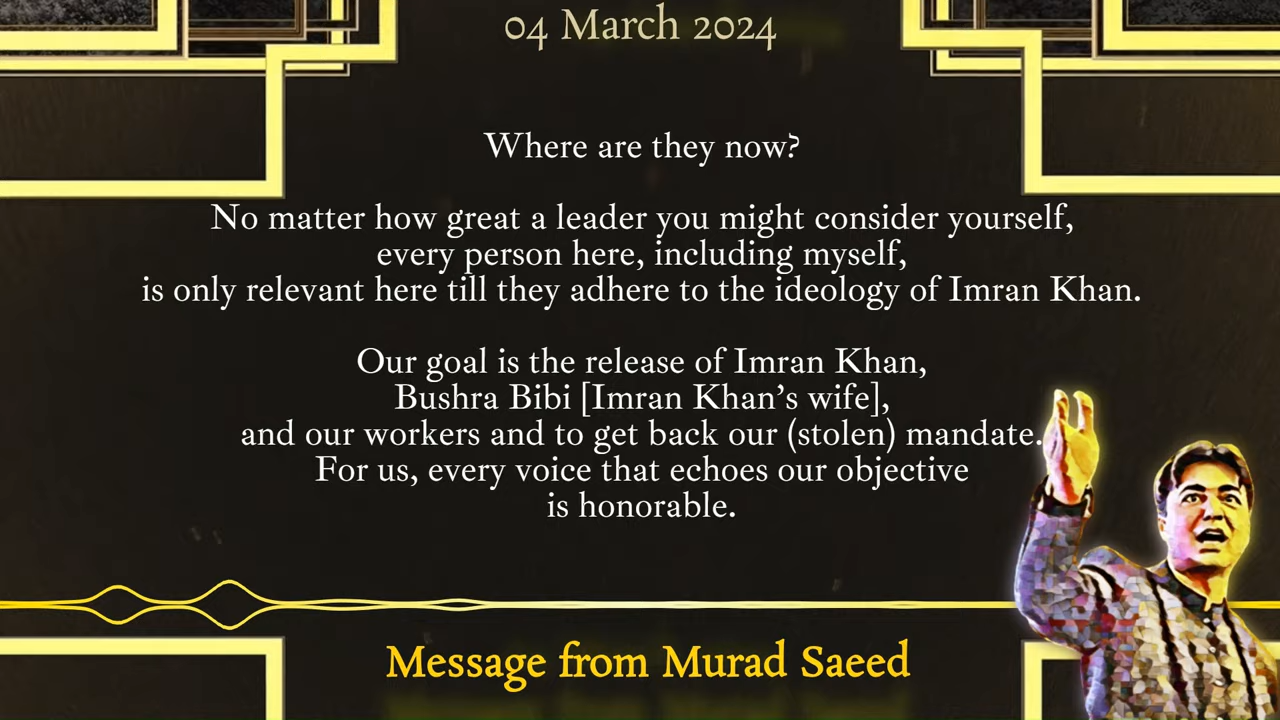 04 March 2024
Where are they now?
No matter how great a leader you might consider yourself,
every person here, including myself,
is only relevant here till they adhere to the ideology of Imran Khan.
Our goal is the release of Imran Khan,
Bushra Bibi [Imran Khan's wife],
and our workers and to get back our (stolen) mandate.
For us, every voice that echoes our objective
is honorable.
Message from Murad Saeed